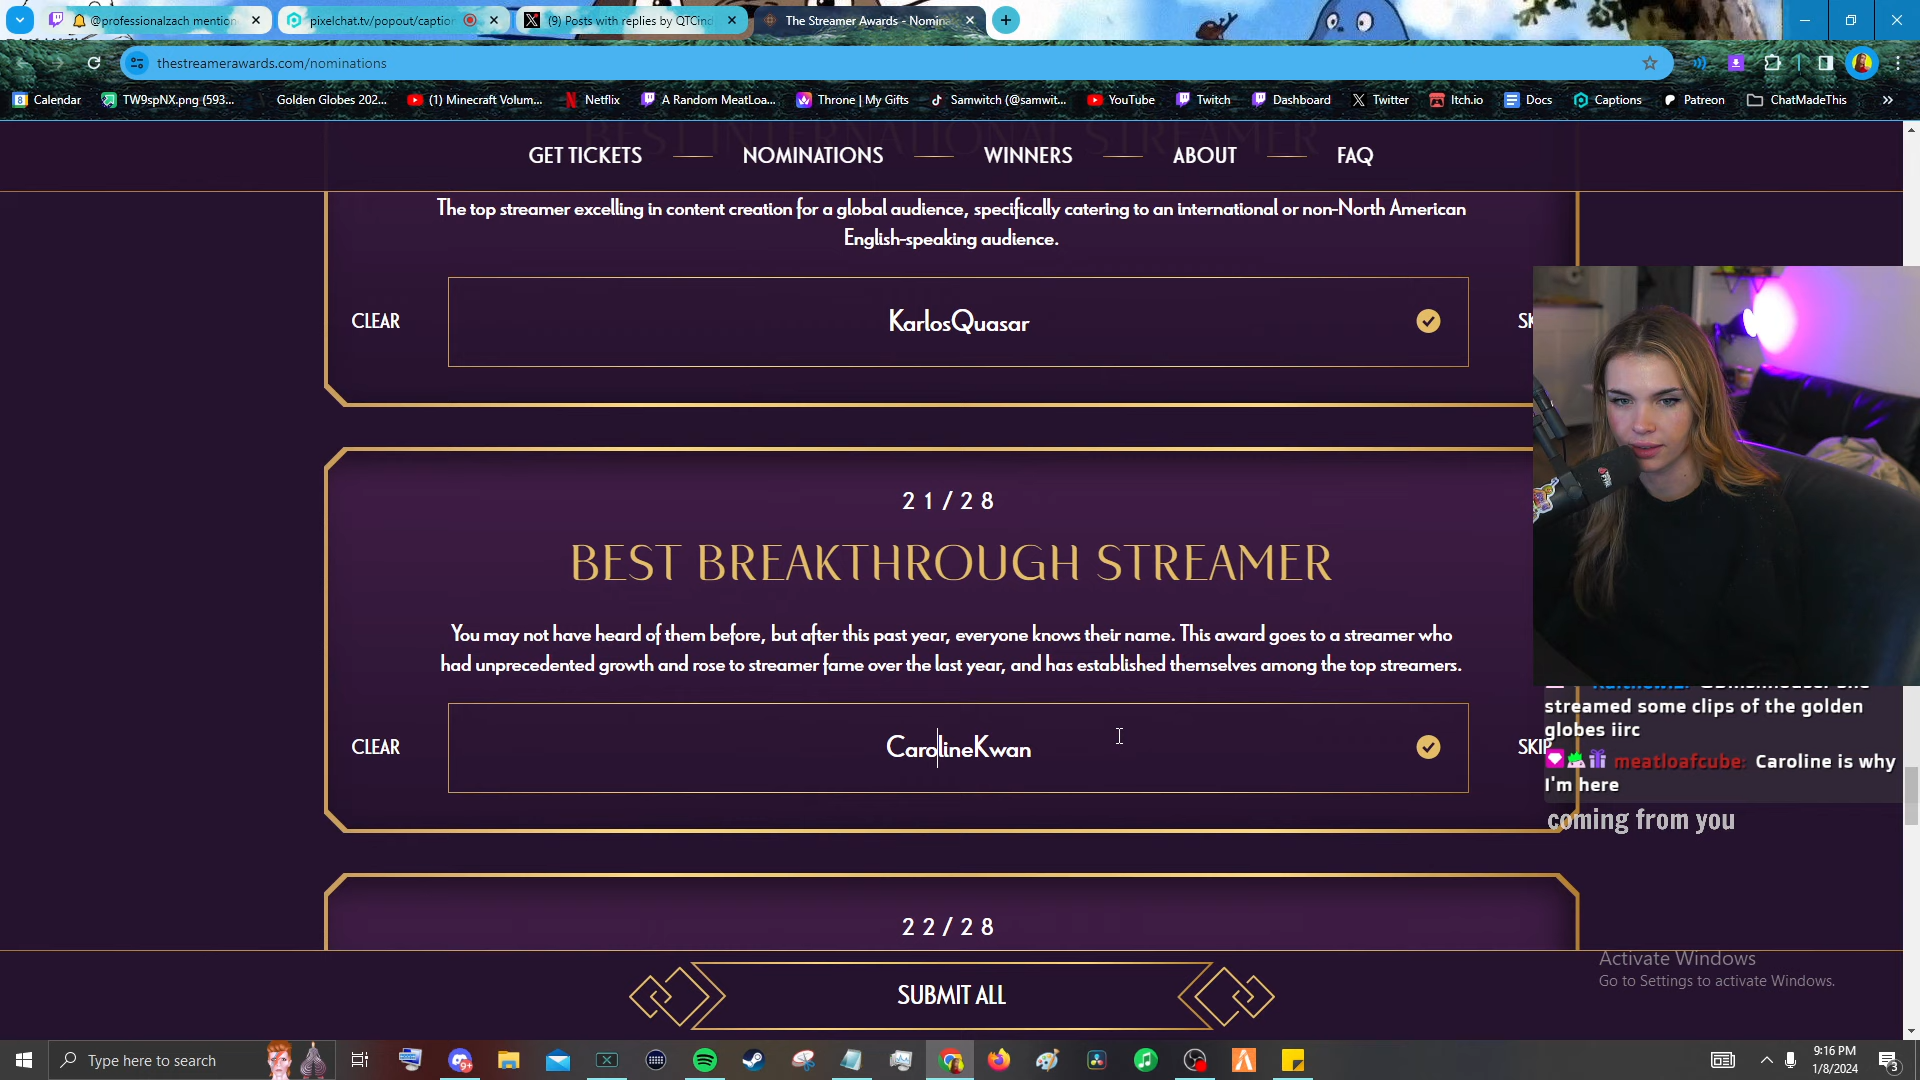 @professionalzach mention
pixelchat.tv/popout/caption
(9) Posts with replies by QTCind
The Streamer Awards - Nomina
thestreamerawards.com/nominations
Calendar
TW9spNX.png (593...
Golden Globes 202...
(1) Minecraft Volum...
Netflix
A Random MeatLoa...
Throne | My Gifts
Samwitch (@samwit...
YouTube
Twitch
Dashboard
Twitter
Itch.io
Docs
Captions
Patreon
ChatMadeThis
BEST INTERNATIONAL STREAMER
GET TICKETS
NOMINATIONS
WINNERS
ABOUT
FAQ
The top streamer excelling in content creation for a global audience, specifically catering to an international or non-North American
English-speaking audience.
CLEAR
KarlosQuasar
SK
21/28
BEST BREAKTHROUGH STREAMER
You may not have heard of them before, but after this past year, everyone knows their name. This award goes to a streamer who
had unprecedented growth and rose to streamer fame over the last year, and has established themselves among the top streamers.
CLEAR
CarolineKwan
SKIP
streamed some clips of the golden
globes iirc
meatloafcube: Caroline is why
I'm here
coming from you
22/28
SUBMIT ALL
Activate Windows
Go to Settings to activate Windows.
Type here to search
9+
9:16 PM
1/8/2024
3